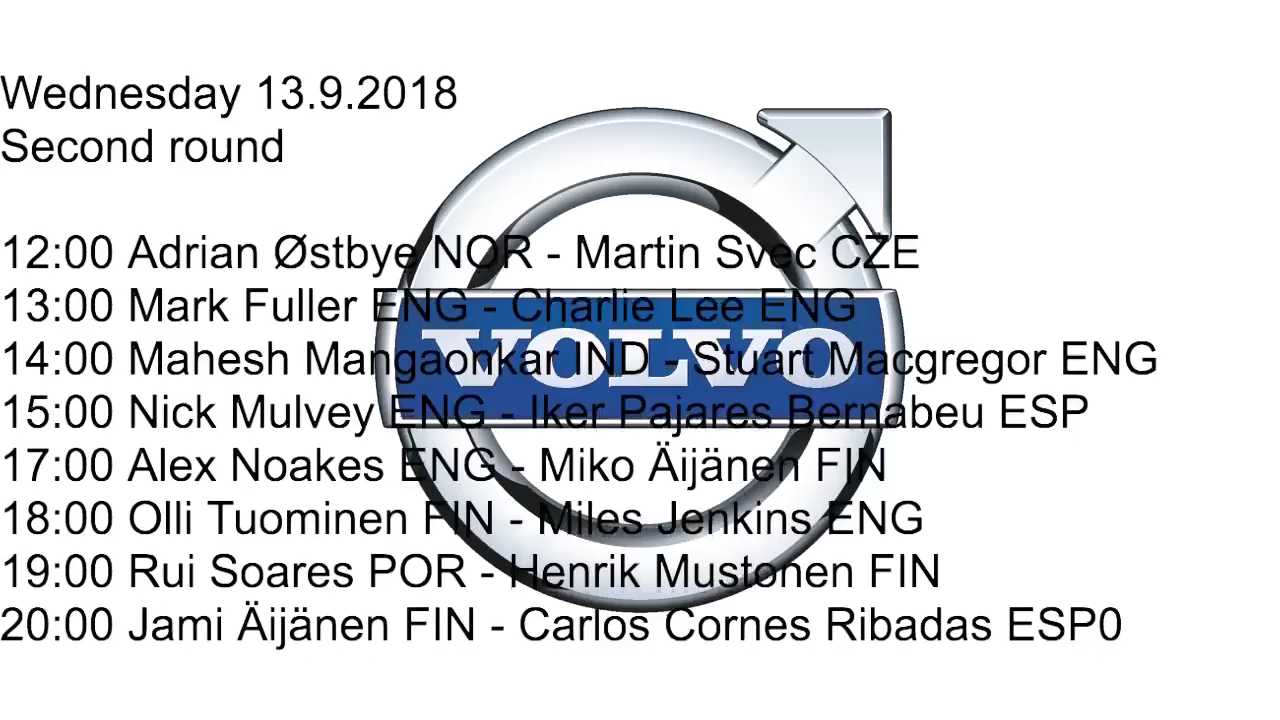 Wednesday 13.9.2018
Second round
12:00 Adrian Østbye NOR - Martin Svec CZE
13:00 Mark Fuller ENG - Charlie Lee ENG
14:00 Mahesh Mangaonkar IND - Stuart Macgregor ENG
VOLVO
15:00 Nick Mulvey ENG - Iker Pajares Bernabeu ESP
17:00 Alex Noakes ENG - Miko Äijänen FIN
18:00 Olli Tuominen FIN - Miles Jenkins ENG
19:00 Rui Soares POR - Henrik Mustonen FIN
20:00 Jami Äijänen FIN - Carlos Cornes Ribadas ESP0